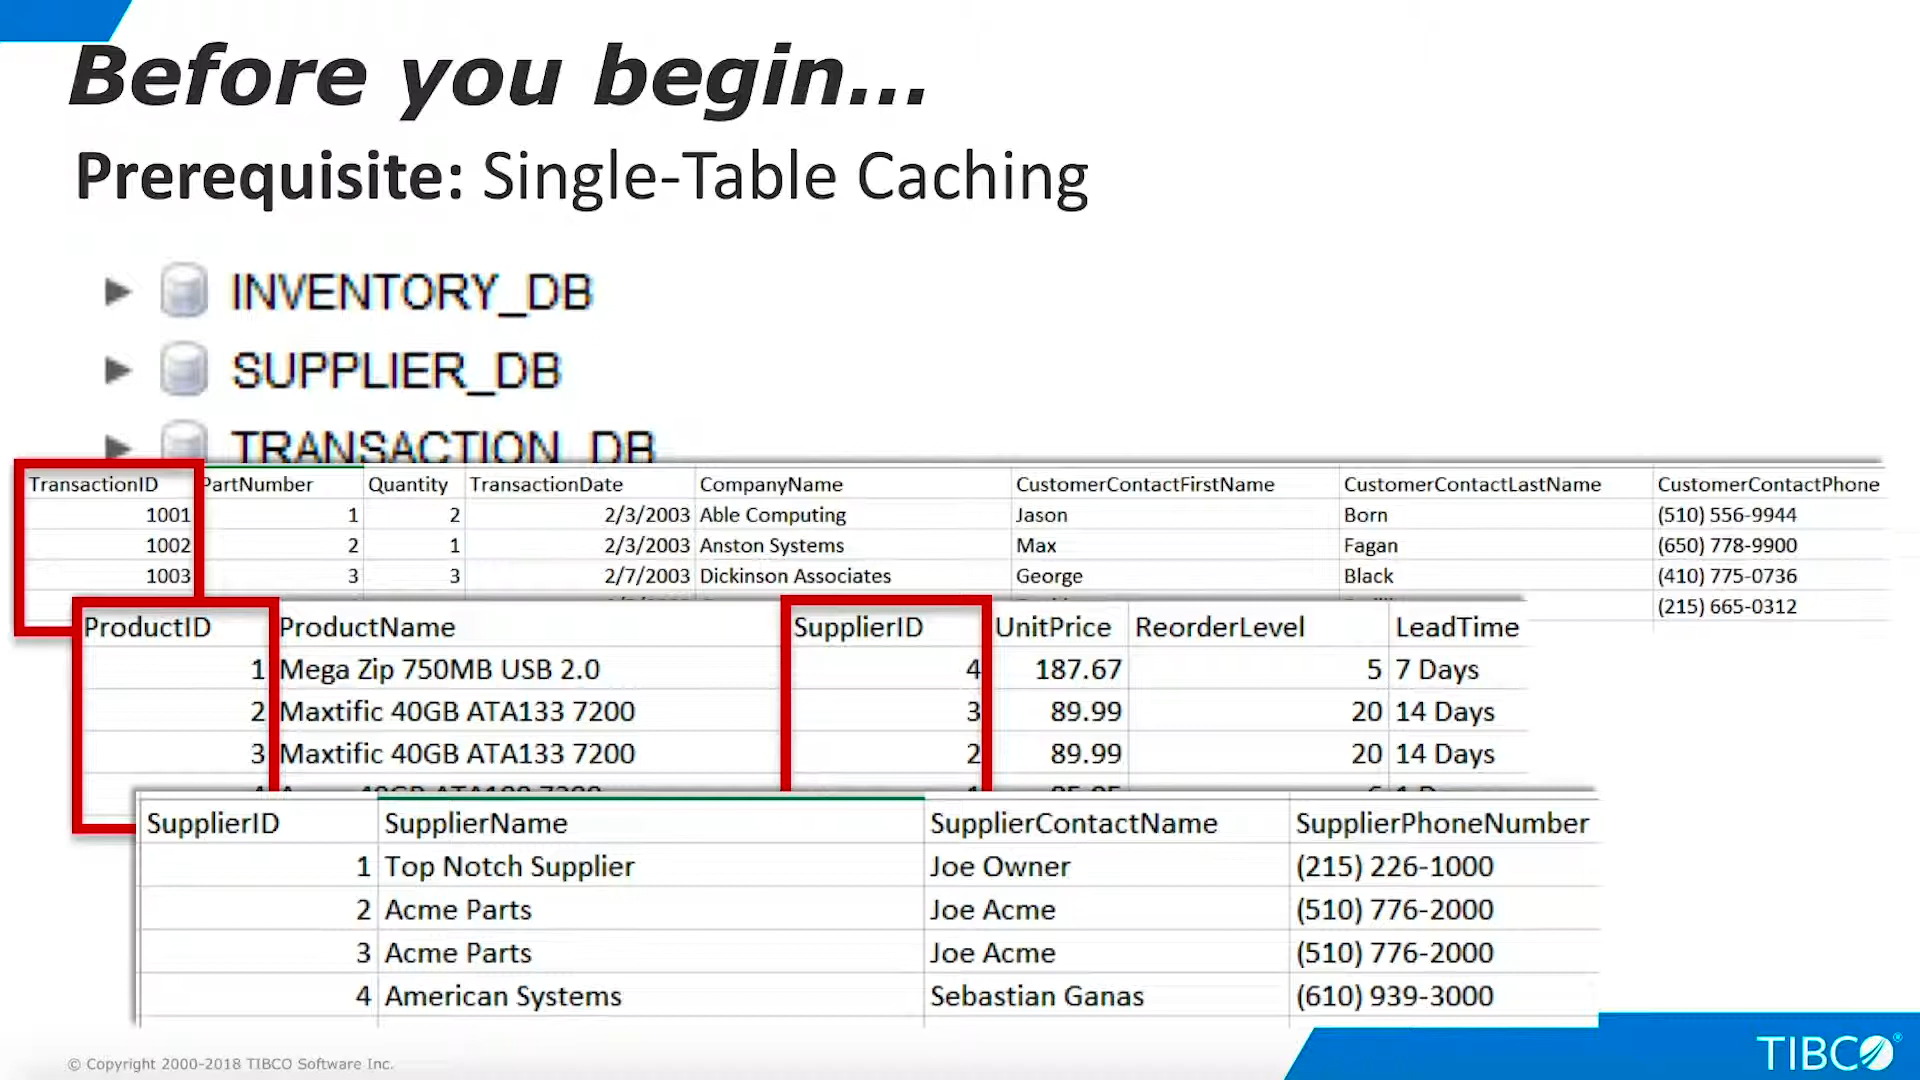 Before you begin...
Prerequisite: Single-Table Caching
INVENTORY_DB
SUPPLIER_DB
TRANSACTION_DB
TransactionID PartNumber Quantity TransactionDate CompanyName CustomerContactFirstName CustomerContactLastName CustomerContactPhone
1001 1 2 2/3/2003 Able Computing Jason Born (510) 556-9944
1002 2 1 2/3/2003 Anston Systems Max Fagan (650) 778-9900
1003 3 3 2/7/2003 Dickinson Associates George Black (410) 775-0736
(215) 665-0312
ProductID ProductName SupplierID UnitPrice ReorderLevel LeadTime
1 Mega Zip 750MB USB 2.0 4 187.67 5 7 Days
2 Maxtific 40GB ATA133 7200 3 89.99 20 14 Days
3 Maxtific 40GB ATA133 7200 2 89.99 20 14 Days
SupplierID SupplierName SupplierContactName SupplierPhoneNumber
1 Top Notch Supplier Joe Owner (215) 226-1000
2 Acme Parts Joe Acme (510) 776-2000
3 Acme Parts Joe Acme (510) 776-2000
4 American Systems Sebastian Ganas (610) 939-3000
© Copyright 2000-2018 TIBCO Software Inc.
TIBCO®